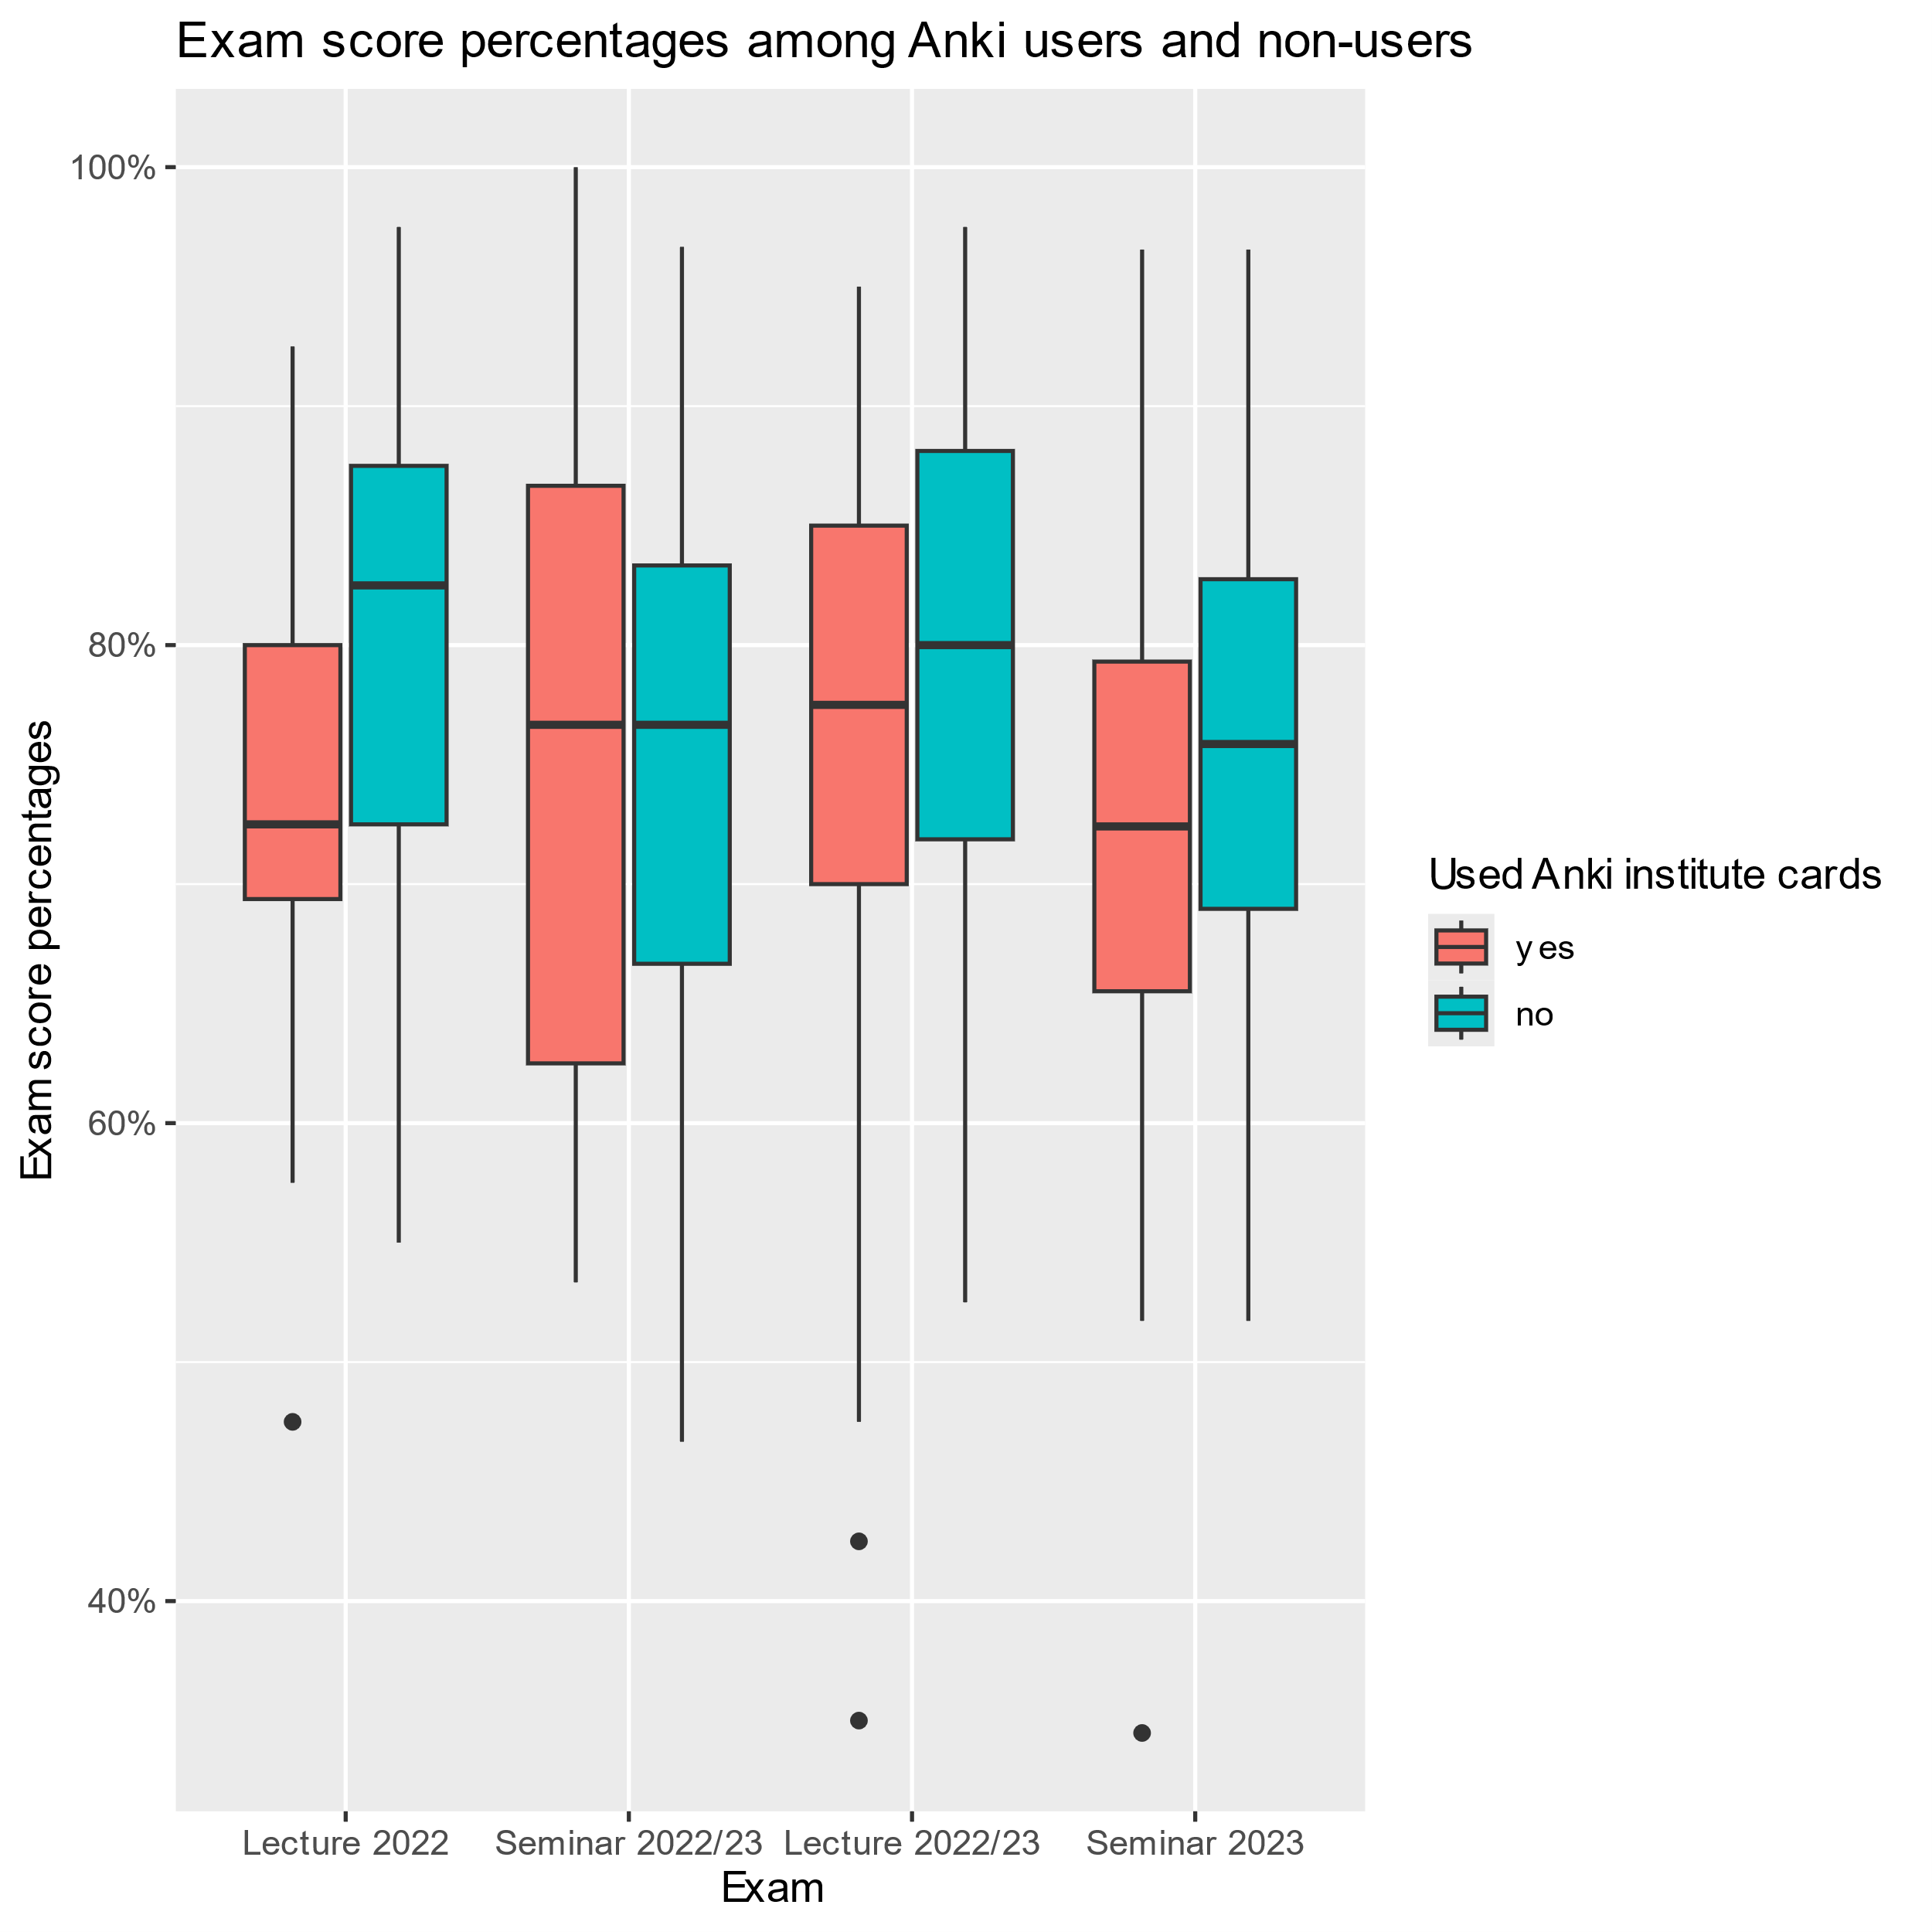 Exam score percentages among Anki users and non-users
100%
80%
60%
40%
Exam score percentages
Lecture 2022
Seminar 2022/23
Lecture 2022/23
Seminar 2023
Exam
Used Anki institute cards
yes
no